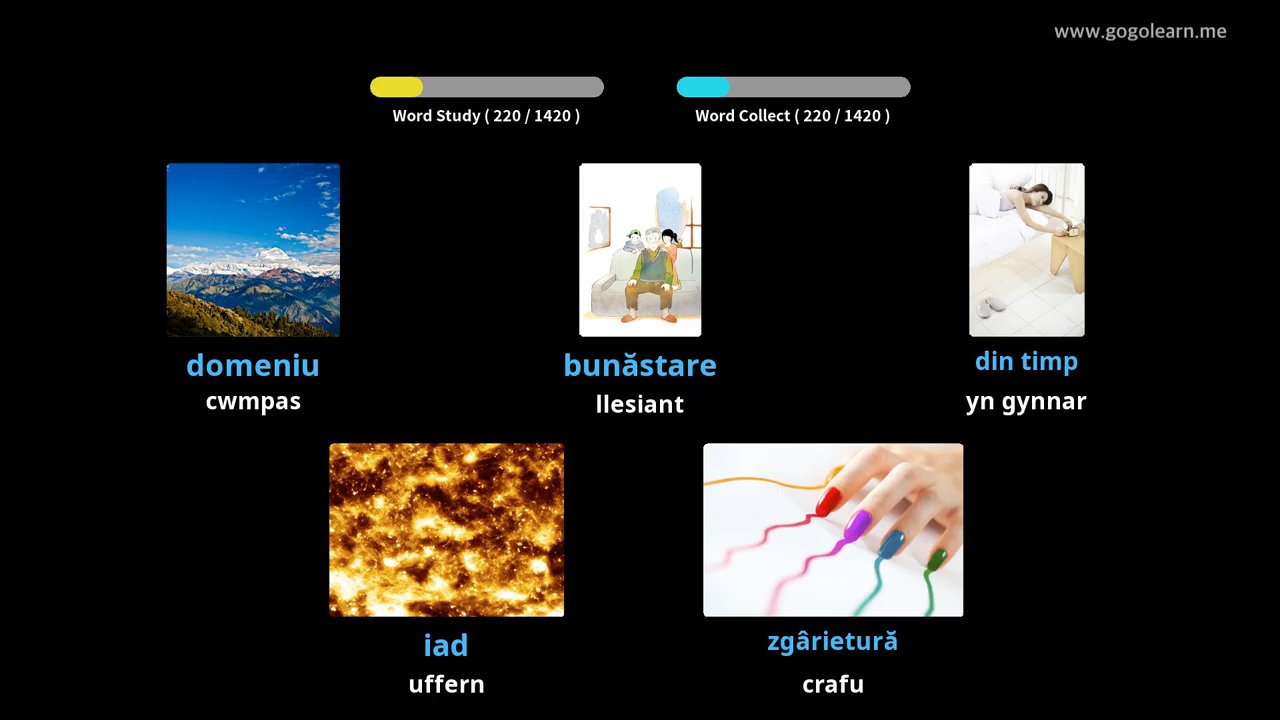 www.gogolearn.me
Word Study ( 220 / 1420 )
Word Collect ( 220 / 1420 )
domeniu
cwmpas
bunăstare
llesiant
din timp
yn gynnar
iad
uffern
zgârietură
crafu